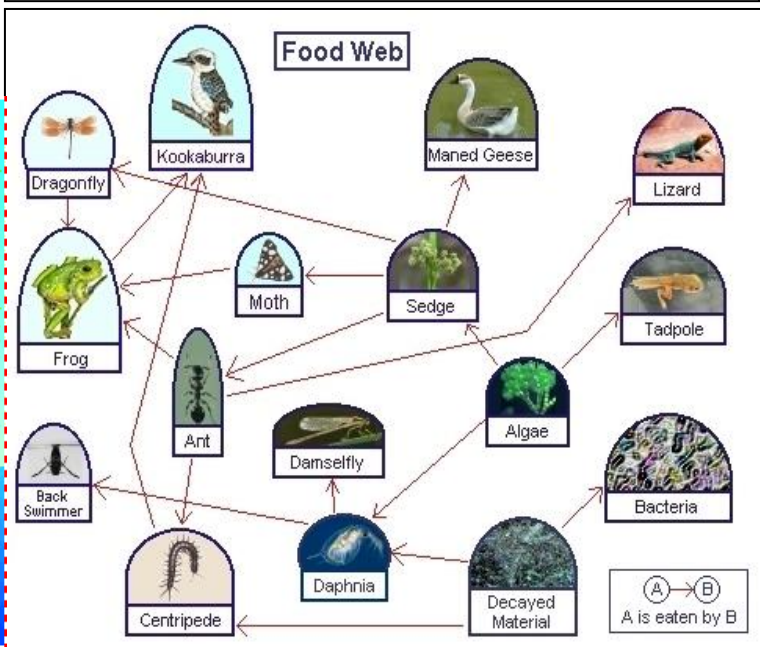 Food Web
Kookaburra
Maned Geese
Dragonfly
Lizard
Moth
Sedge
Tadpole
Frog
Ant
Algae
Damselfly
Back
Swimmer
Bacteria
Daphnia
Decayed
Material
Centripede
A B
A is eaten by B